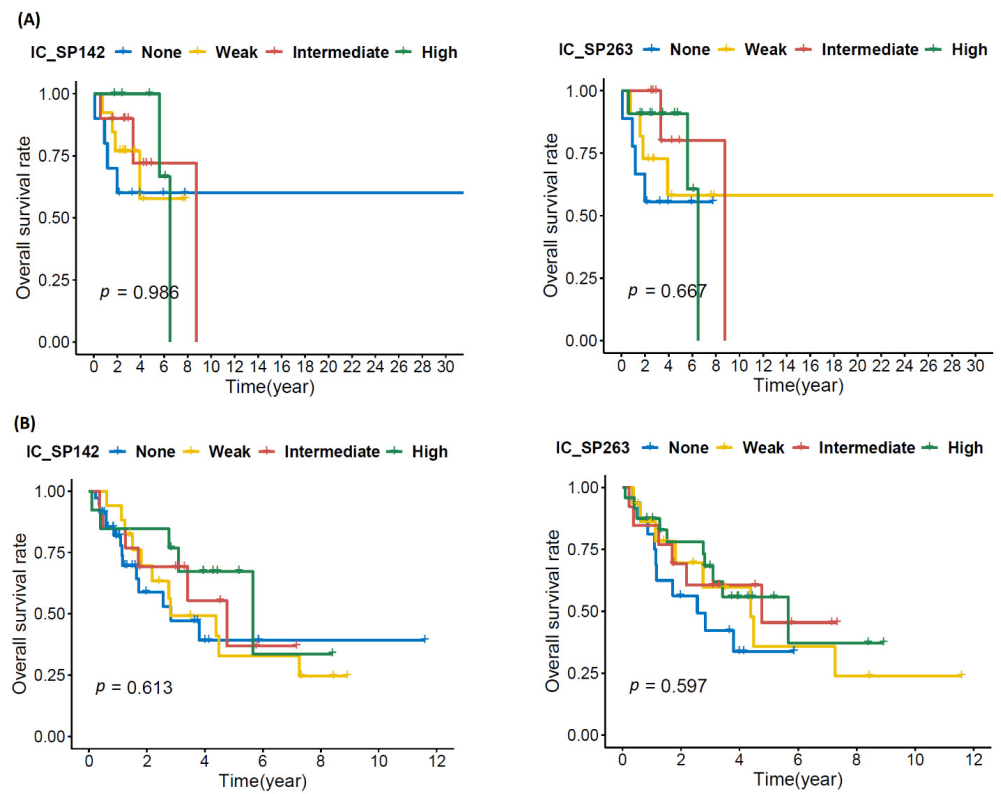 (A)
IC_SP142 None Weak Intermediate High
Overall survival rate
1.00
0.75
0.50
0.25
0.00
p = 0.986
0 2 4 6 8 10 12 14 16 18 20 22 24 26 28 30
Time(year)
IC_SP263 None Weak Intermediate High
Overall survival rate
1.00
0.75
0.50
0.25
0.00
p = 0.667
0 2 4 6 8 10 12 14 16 18 20 22 24 26 28 30
Time(year)
(B)
IC_SP142 None Weak Intermediate High
Overall survival rate
1.00
0.75
0.50
0.25
0.00
p = 0.613
0 2 4 6 8 10 12
Time(year)
IC_SP263 None Weak Intermediate High
Overall survival rate
1.00
0.75
0.50
0.25
0.00
p = 0.597
0 2 4 6 8 10 12
Time(year)